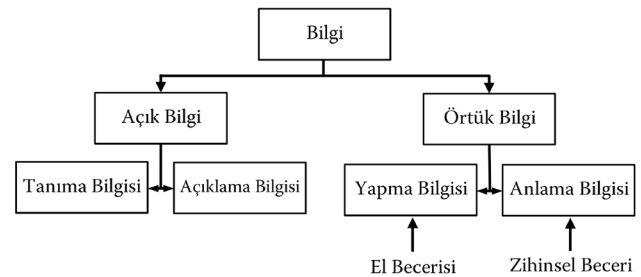 Bilgi
Açık Bilgi
Örtük Bilgi
Tanıma Bilgisi
Açıklama Bilgisi
Yapma Bilgisi
Anlama Bilgisi
El Becerisi
Zihinsel Beceri